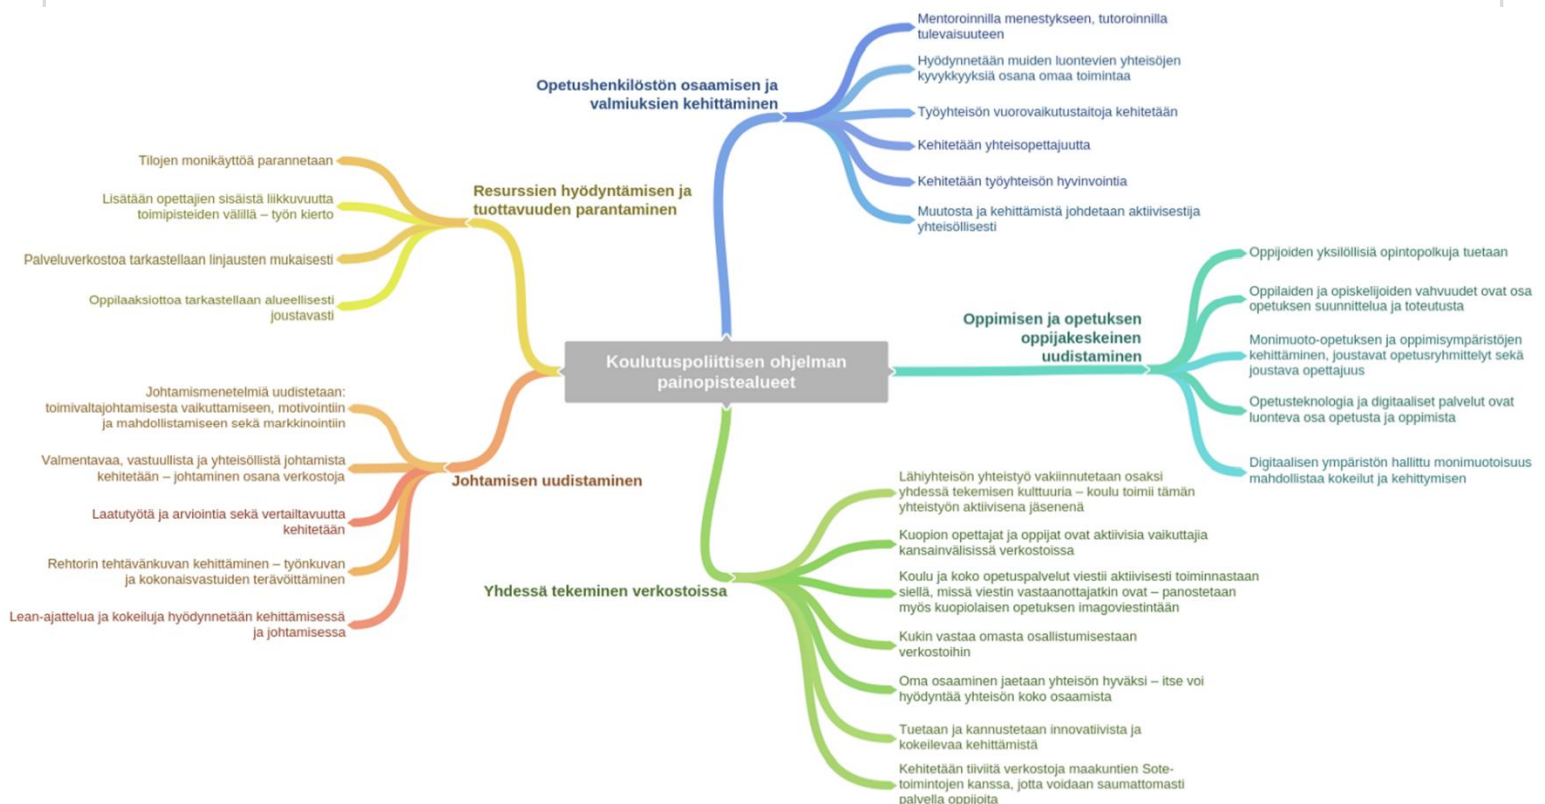 Koulutuspoliittisen ohjelman
painopistealueet
Opetushenkilöstön osaamisen ja
valmiuksien kehittäminen
Mentoroinnilla menestykseen, tutoroinnilla
tulevaisuuteen
Hyödynnetään muiden luontevien yhteisöjen
kyvykkyyksiä osana omaa toimintaa
Työyhteisön vuorovaikutustaitoja kehitetään
Kehitetään yhteisopettajuutta
Kehitetään työyhteisön hyvinvointia
Muutosta ja kehittämistä johdetaan aktiivisestija
yhteisöllisesti
Oppimisen ja opetuksen
oppijakeskeinen
uudistaminen
Oppijoiden yksilöllisiä opintopolkuja tuetaan
Oppilaiden ja opiskelijoiden vahvuudet ovat osa
opetuksen suunnittelua ja toteutusta
Monimuoto-opetuksen ja oppimisympäristöjen
kehittäminen, joustavat opetusryhmittelyt sekä
joustava opettajuus
Opetusteknologia ja digitaaliset palvelut ovat
luonteva osa opetusta ja oppimista
Digitaalisen ympäristön hallittu monimuotoisuus
mahdollistaa kokeilut ja kehittymisen
Yhdessä tekeminen verkostoissa
Lähiyhteisön yhteistyö vakiinnutetaan osaksi
yhdessä tekemisen kulttuuria – koulu toimii tämän
yhteistyön aktiivisena jäsenenä
Kuopion opettajat ja oppijat ovat aktiivisia vaikuttajia
kansainvälisissä verkostoissa
Koulu ja koko opetuspalvelut viestii aktiivisesti toiminnastaan
siellä, missä viestin vastaanottajatkin ovat – panostetaan
myös kuopiolaisen opetuksen imagoviestintään
Kukin vastaa omasta osallistumisestaan
verkostoihin
Oma osaaminen jaetaan yhteisön hyväksi – itse voi
hyödyntää yhteisön koko osaamista
Tuetaan ja kannustetaan innovatiivista ja
kokeilevaa kehittämistä
Kehitetään tiiviitä verkostoja maakuntien Sote-
toimintojen kanssa, jotta voidaan saumattomasti
palvella oppijoita
Johtamisen uudistaminen
Johtamismenetelmiä uudistetaan:
toimivaltajohtamisesta vaikuttamiseen, motivointiin
ja mahdollistamiseen sekä markkinointiin
Valmentavaa, vastuullista ja yhteisöllistä johtamista
kehitetään – johtaminen osana verkostoja
Laatutyötä ja arviointia sekä vertailtavuutta
kehitetään
Rehtorin tehtävänkuvan kehittäminen – työnkuvan
ja kokonaisvastuiden terävöittäminen
Lean-ajattelua ja kokeiluja hyödynnetään kehittämisessä
ja johtamisessa
Resurssien hyödyntämisen ja
tuottavuuden parantaminen
Tilojen monikäyttöä parannetaan
Lisätään opettajien sisäistä liikkuvuutta
toimipisteiden välillä – työn kierto
Palveluverkostoa tarkastellaan linjausten mukaisesti
Oppilaaksiottoa tarkastellaan alueellisesti
joustavasti